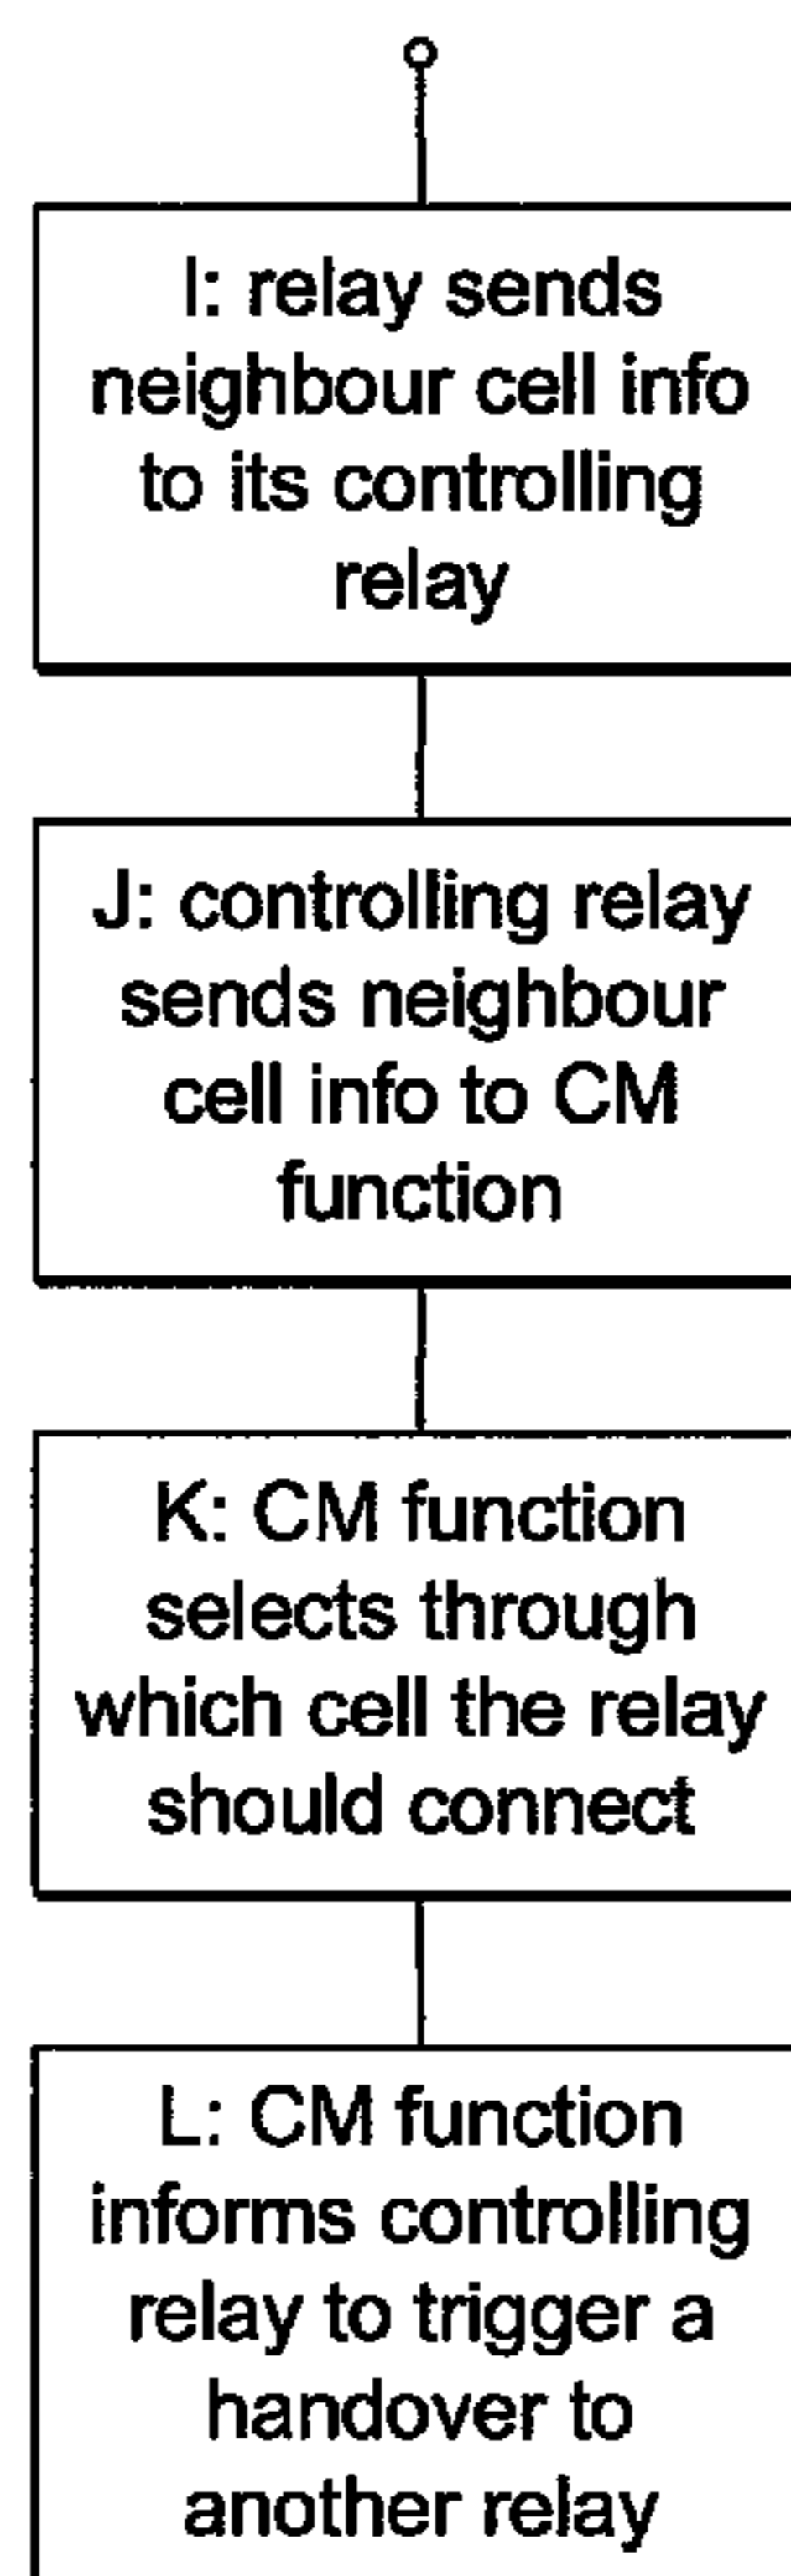 I: relay sends
neighbour cell info
to its controlling
relay
J: controlling relay
sends neighbour
cell info to CM
function
K: CM function
selects through
which cell the relay
should connect
L: CM function
informs controlling
relay to trigger a
handover to
another relay